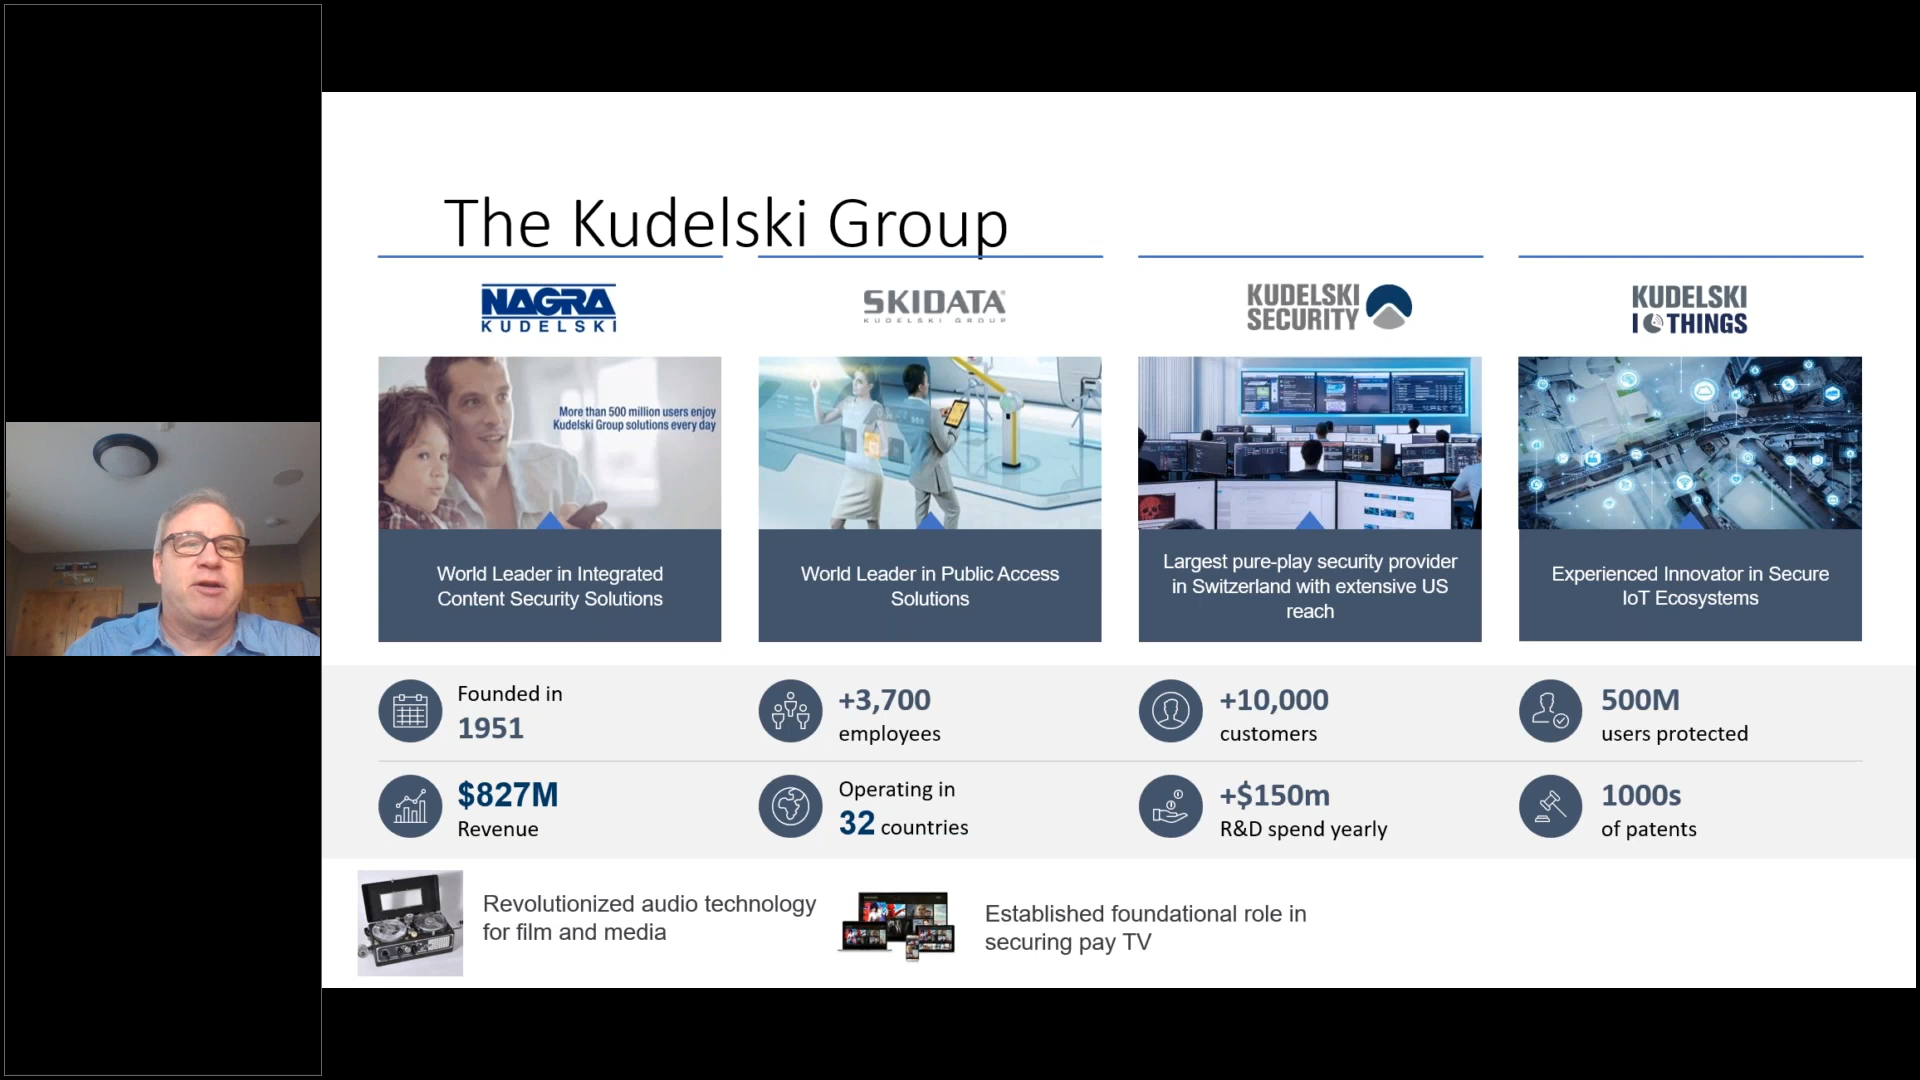 The Kudelski Group
NAGRA
KUDELSKI
SKIDATA
KUDELSKI GROUP
KUDELSKI
SECURITY
KUDELSKI
IOTHINGS
More than 500 million users enjoy
Kudelski Group solutions every day
World Leader in Integrated
Content Security Solutions
World Leader in Public Access
Solutions
Largest pure-play security provider
in Switzerland with extensive US
reach
Experienced Innovator in Secure
IoT Ecosystems
Founded in
1951
+3,700
employees
+10,000
customers
500M
users protected
$827M
Revenue
Operating in
32 countries
+$150m
R&D spend yearly
1000s
of patents
Revolutionized audio technology
for film and media
Established foundational role in
securing pay TV